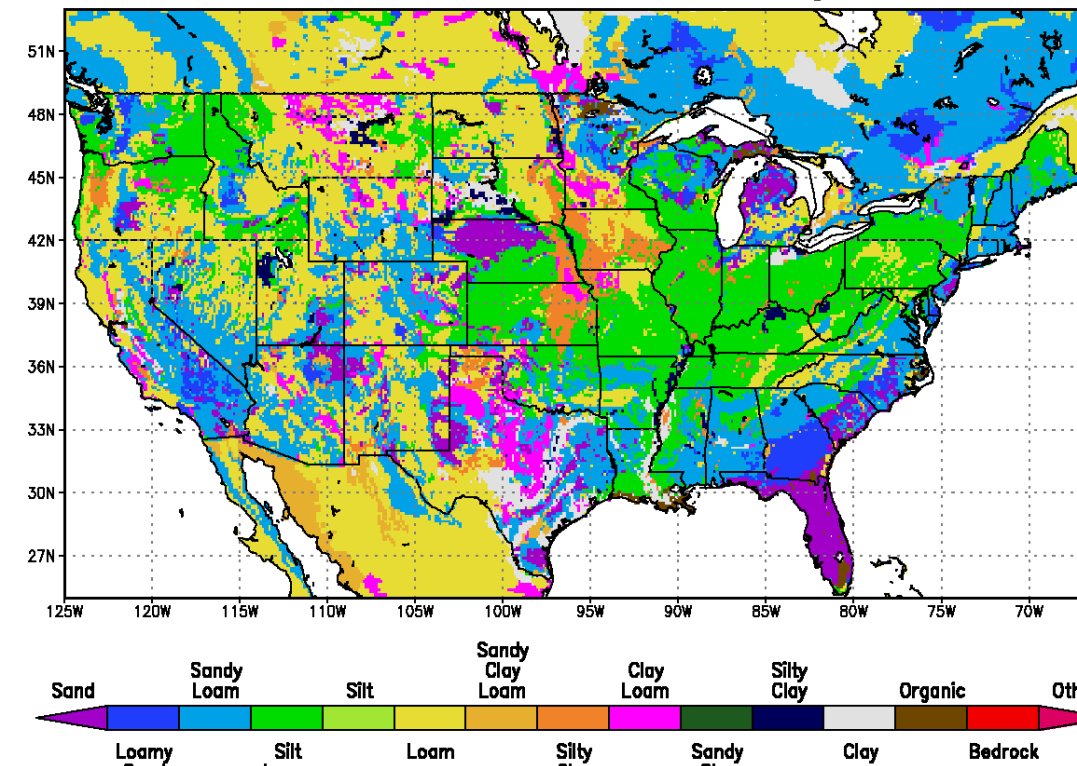 51N
48N
45N
42N
39N
36N
33N
30N
27N
125W 120W 115W 110W 105W 100W 95W 90W 85W 80W 75W 70W
Sandy
Sandy Clay Clay Silty
Sand Loam Silt Loam Loam Clay Organic Oth
Loamy Silt Loam Silty Sandy Clay Bedrock